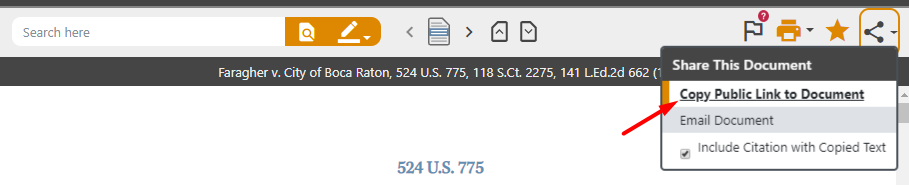 Search here
?
Faragher v. City of Boca Raton, 524 U.S. 775, 118 S.Ct. 2275, 141 L.Ed.2d 662 (1
Share This Document
Copy Public Link to Document
Email Document
Include Citation with Copied Text
524 U.S. 775